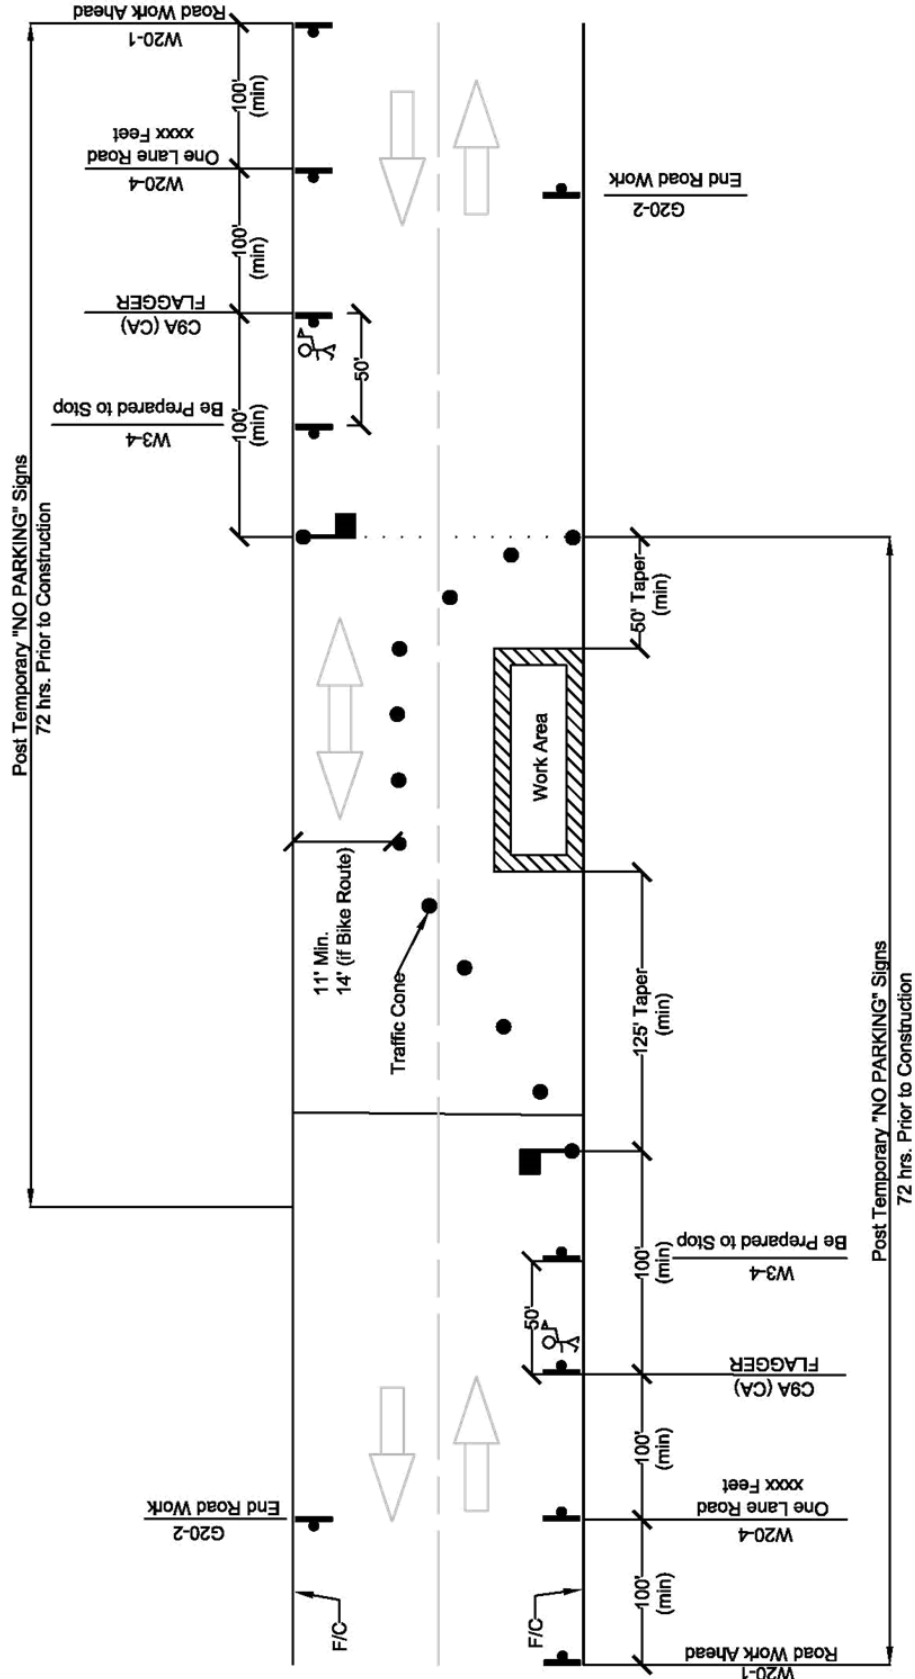 Post Temporary "NO PARKING" Signs
72 hrs. Prior to Construction
W20-1
Road Work Ahead
100'
(min)
W20-4
One Lane Road
xxxx Feet
100'
(min)
C9A (CA)
FLAGGER
50'
W3-4
Be Prepared to Stop
100'
(min)
G20-2
End Road Work
50' Taper
(min)
Work Area
11' Min.
14' (if Bike Route)
Traffic Cone
125' Taper
(min)
W3-4
Be Prepared to Stop
100'
(min)
50'
C9A (CA)
FLAGGER
100'
(min)
W20-4
One Lane Road
xxxx Feet
100'
(min)
W20-1
Road Work Ahead
G20-2
End Road Work
F/C
F/C
Post Temporary "NO PARKING" Signs
72 hrs. Prior to Construction